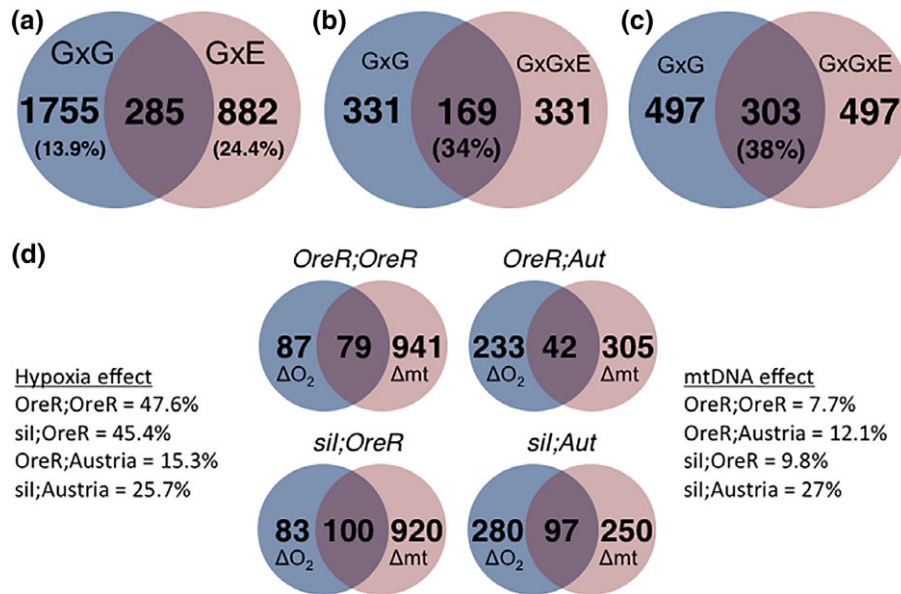 (a)
GxG
GxE
1755
285
882
(13.9%)
(24.4%)
(b)
GxG
GxGxE
331
169
331
(34%)
(c)
GxG
GxGxE
497
303
497
(38%)
(d)
OreR;OreR
87
79
941
ΔO₂
Δmt
OreR;Aut
233
42
305
ΔO₂
Δmt
Hypoxia effect
OreR;OreR = 47.6%
sil;OreR = 45.4%
OreR;Austria = 15.3%
sil;Austria = 25.7%
mtDNA effect
OreR;OreR = 7.7%
OreR;Austria = 12.1%
sil;OreR = 9.8%
sil;Austria = 27%
sil;OreR
83
100
920
ΔO₂
Δmt
sil;Aut
280
97
250
ΔO₂
Δmt